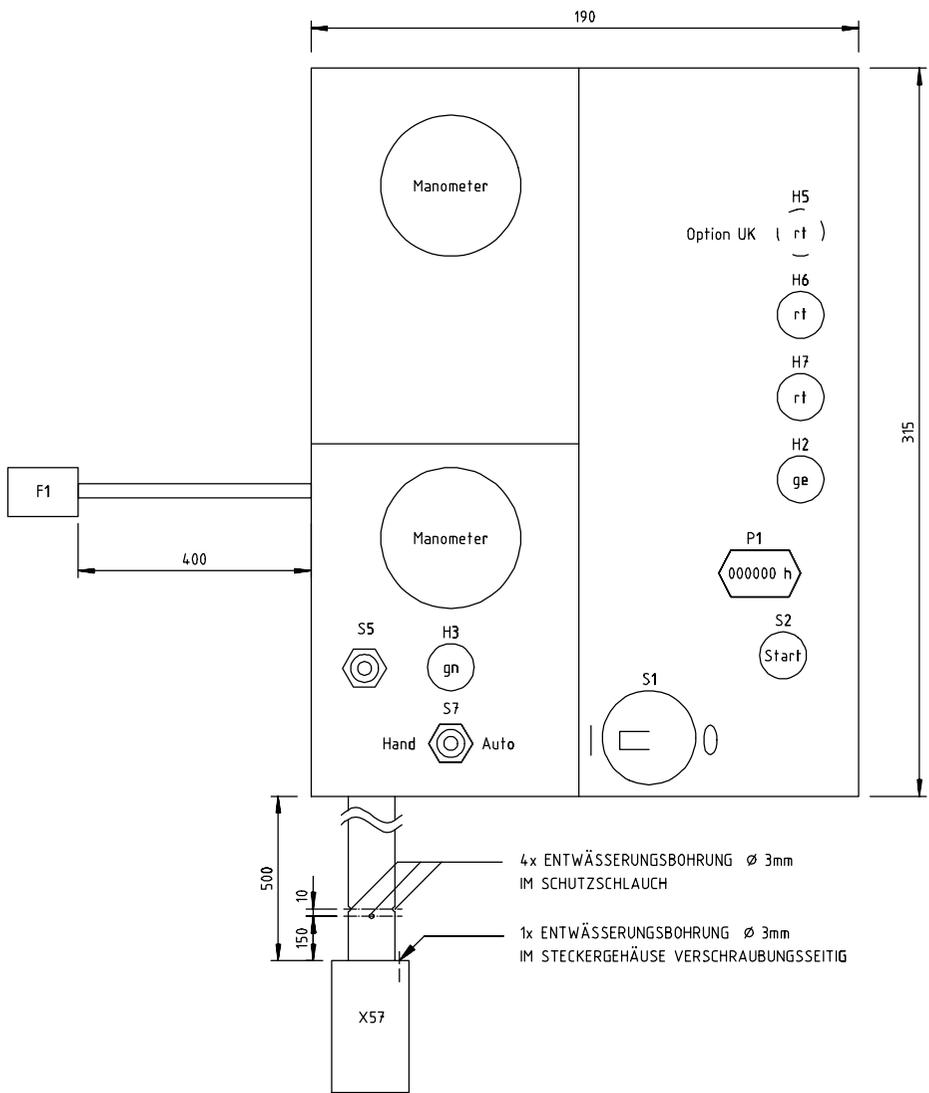 190
Manometer
H5
Option UK rt
H6
rt
H7
rt
315
H2
ge
F1
Manometer
P1
400
000000 h
S2
S5
H3
Start
gn
S1
S7
Hand
Auto
500
10
150
4x ENTWÄSSERUNGSBOHRUNG Ø 3mm
IM SCHUTZSCHLAUCH
1x ENTWÄSSERUNGSBOHRUNG Ø 3mm
IM STECKERGEHÄUSE VERSCHRAUBUNGSSEITIG
X57